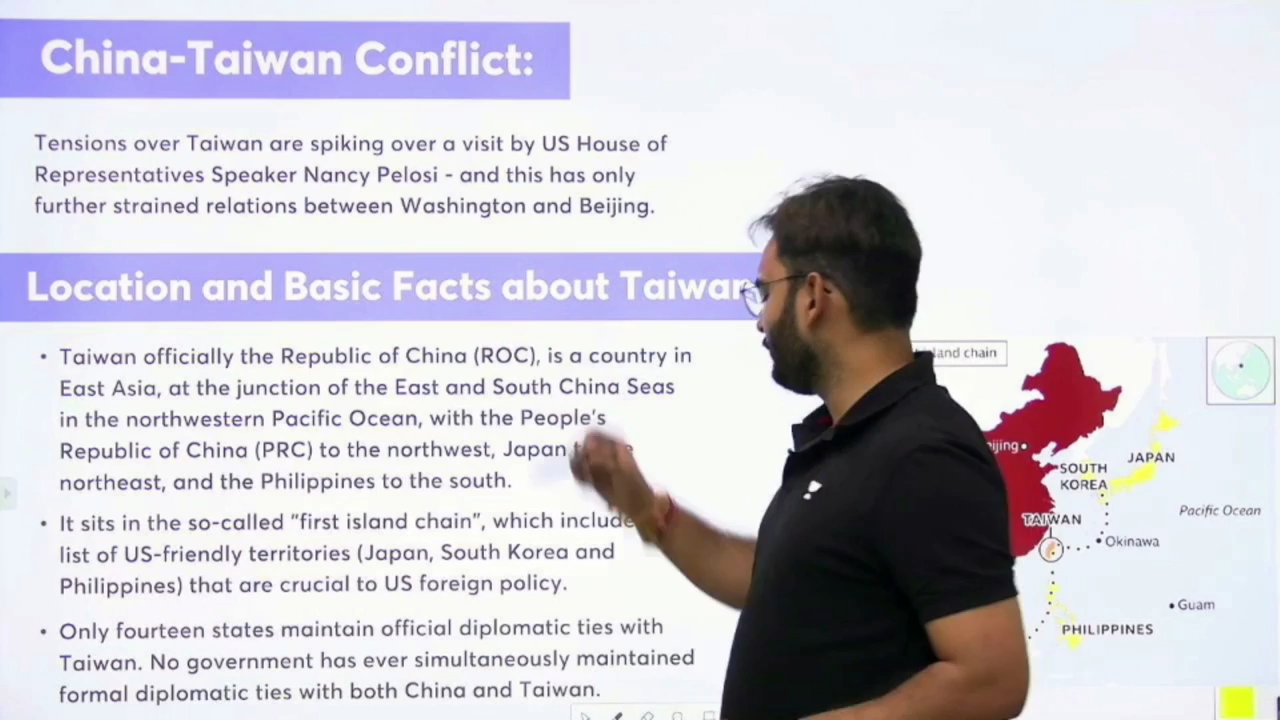 China-Taiwan Conflict:
Tensions over Taiwan are spiking over a visit by US House of
Representatives Speaker Nancy Pelosi - and this has only
further strained relations between Washington and Beijing.
Location and Basic Facts about Taiwan
• Taiwan officially the Republic of China (ROC), is a country in
East Asia, at the junction of the East and South China Seas
in the northwestern Pacific Ocean, with the People's
Republic of China (PRC) to the northwest, Japan
northeast, and the Philippines to the south.
• It sits in the so-called "first island chain", which
list of US-friendly territories (Japan, South Korea and
Philippines) that are crucial to US foreign policy.
• Only fourteen states maintain official diplomatic ties with
Taiwan. No government has ever simultaneously maintained
formal diplomatic ties with both China and Taiwan.
island chain
SOUTH
KOREA
JAPAN
Pacific Ocean
TAIWAN
Okinawa
Guam
PHILIPPINES